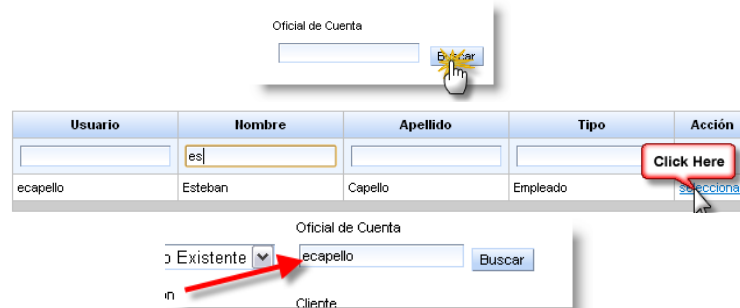 Oficial de Cuenta
Buscar
Usuario Nombre Apellido Tipo Acción
es
Click Here
ecapello Esteban Capello Empleado selecciona
Oficial de Cuenta
o Existente ecapello Buscar
Cliente